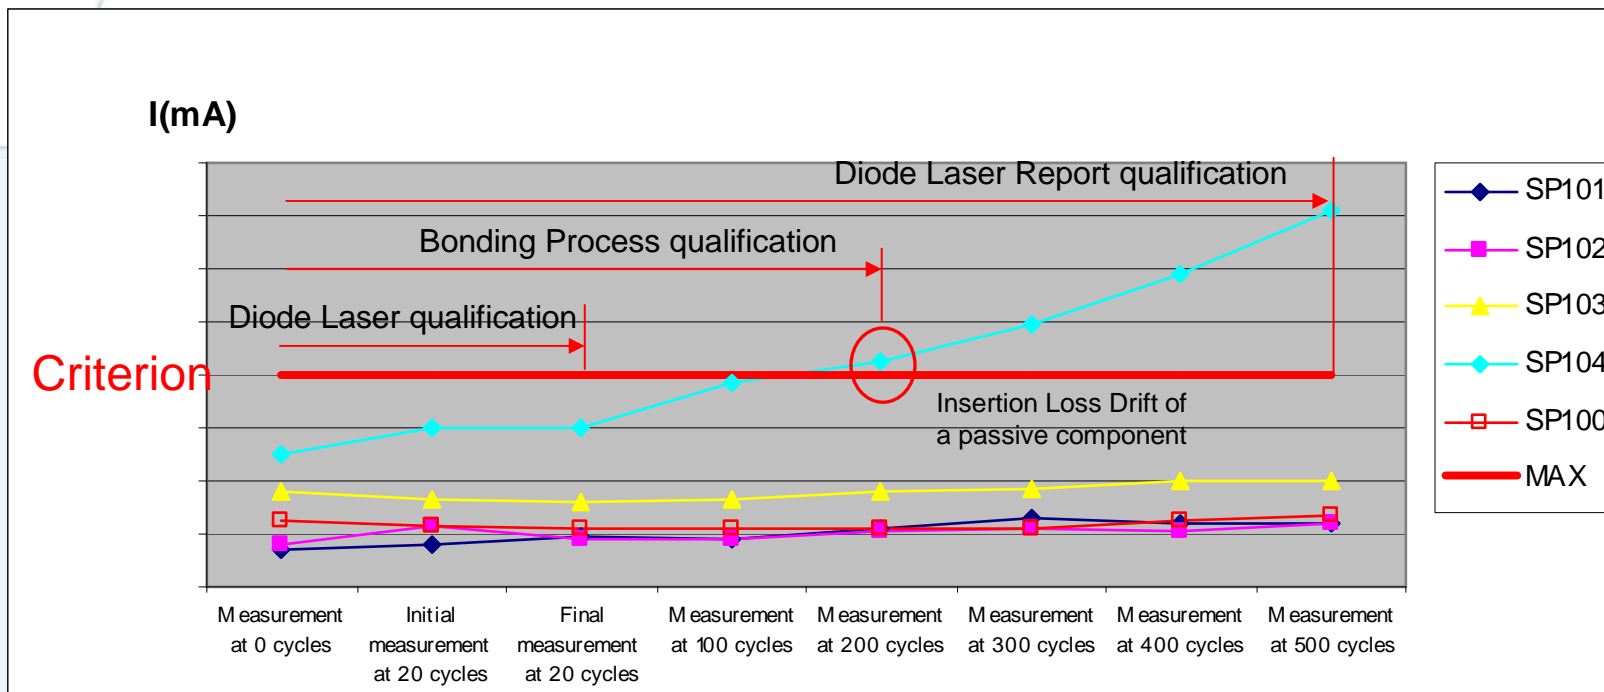 I(mA)
Diode Laser Report qualification
Bonding Process qualification
Diode Laser qualification
Criterion
Insertion Loss Drift of
a passive component
SP101
SP102
SP103
SP104
SP100
MAX
Measurement
at 0 cycles
Initial
measurement
at 20 cycles
Final
measurement
at 20 cycles
Measurement
at 100 cycles
Measurement
at 200 cycles
Measurement
at 300 cycles
Measurement
at 400 cycles
Measurement
at 500 cycles